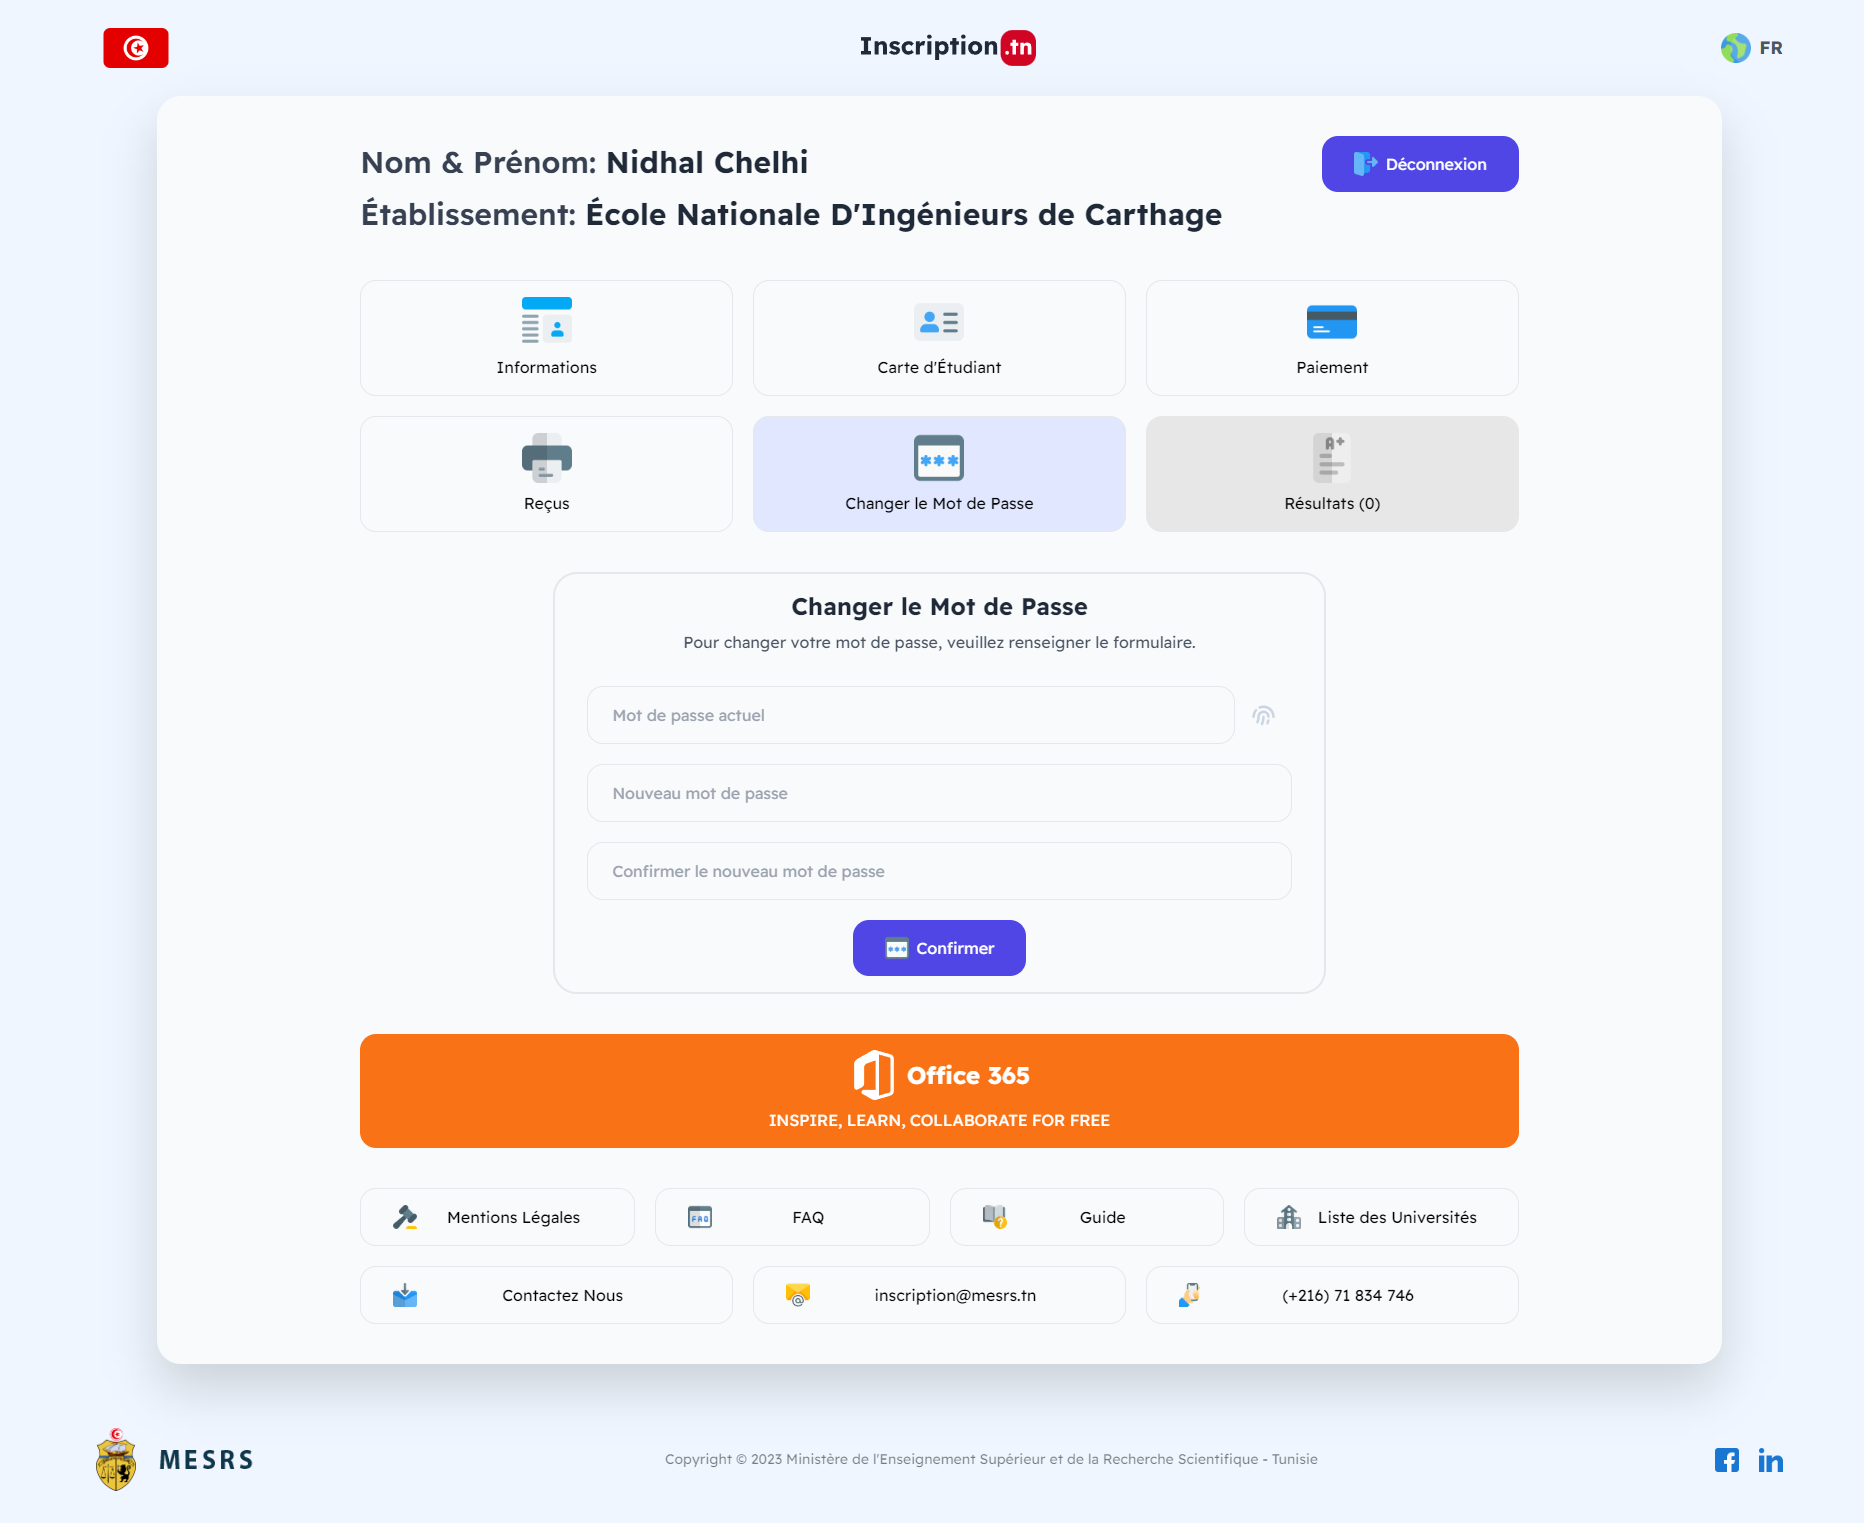 Inscription.tn
FR
Nom & Prénom: Nidhal Chelhi
Déconnexion
Établissement: École Nationale D'Ingénieurs de Carthage
Informations
Carte d'Étudiant
Paiement
Reçus
***
Changer le Mot de Passe
A+
Résultats (0)
Changer le Mot de Passe
Pour changer votre mot de passe, veuillez renseigner le formulaire.
Mot de passe actuel
Nouveau mot de passe
Confirmer le nouveau mot de passe
*** Confirmer
Office 365
INSPIRE, LEARN, COLLABORATE FOR FREE
Mentions Légales
FAQ FAQ
Guide
Liste des Universités
Contactez Nous
inscription@mesrs.tn
(+216) 71 834 746
MESRS
Copyright © 2023 Ministère de l'Enseignement Supérieur et de la Recherche Scientifique - Tunisie